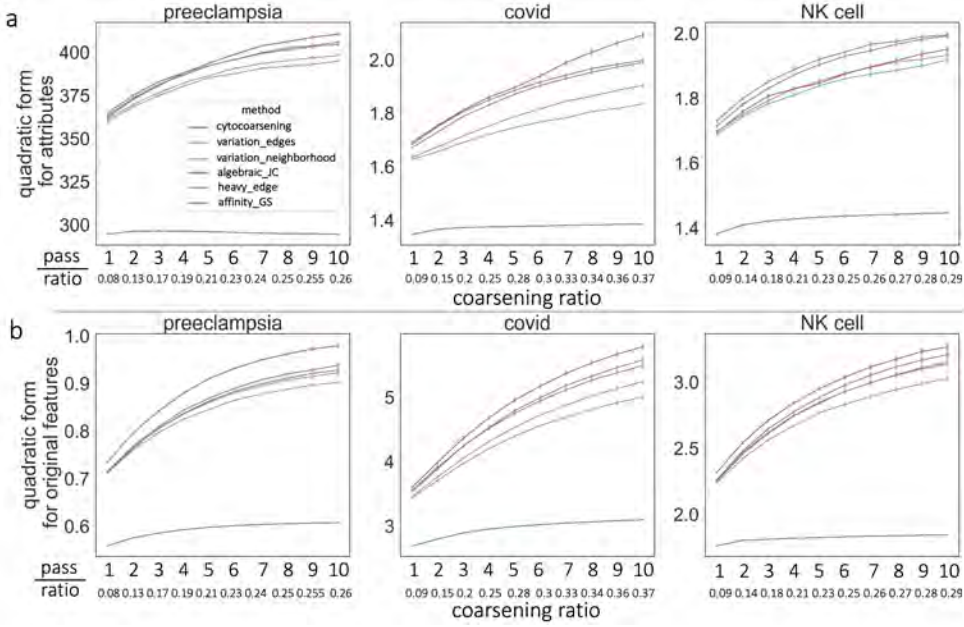 a
preeclampsia
covid
NK cell
quadratic form
for attributes
400
375
350
325
300
method
cytocoarsening
variation_edges
variation_neighborhood
algebraic_JC
heavy_edge
affinity_GS
2.0
1.8
1.6
1.4
2.0
1.8
1.6
1.4
pass
ratio
1 2 3 4 5 6 7 8 9 10
0.08 0.13 0.17 0.19 0.21 0.23 0.24 0.25 0.255 0.26
1 2 3 4 5 6 7 8 9 10
0.09 0.15 0.2 0.25 0.28 0.3 0.33 0.34 0.36 0.37
1 2 3 4 5 6 7 8 9 10
0.09 0.14 0.18 0.21 0.23 0.25 0.26 0.27 0.28 0.29
coarsening ratio
b
preeclampsia
covid
NK cell
quadratic form
for original features
1.0
0.9
0.8
0.7
0.6
5
4
3
3.0
2.5
2.0
pass
ratio
1 2 3 4 5 6 7 8 9 10
0.08 0.13 0.17 0.19 0.21 0.23 0.24 0.25 0.255 0.26
1 2 3 4 5 6 7 8 9 10
0.09 0.15 0.2 0.25 0.28 0.3 0.33 0.34 0.36 0.37
1 2 3 4 5 6 7 8 9 10
0.09 0.14 0.18 0.21 0.23 0.25 0.26 0.27 0.28 0.29
coarsening ratio